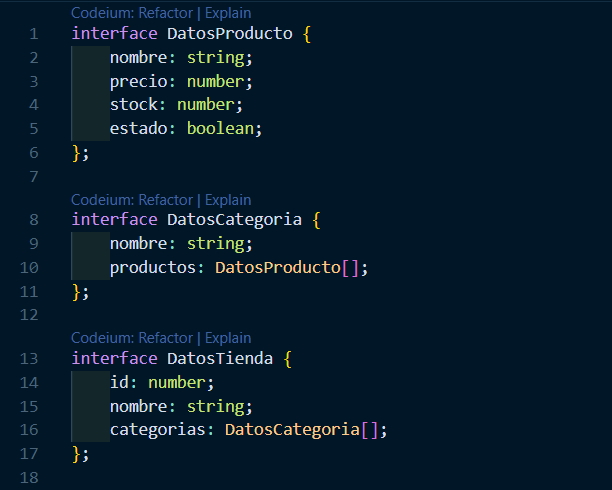 Codeium: Refactor | Explain
1 interface DatosProducto {
2 nombre: string;
3 precio: number;
4 stock: number;
5 estado: boolean;
6 };
7
Codeium: Refactor | Explain
8 interface DatosCategoria {
9 nombre: string;
10 productos: DatosProducto[];
11 };
12
Codeium: Refactor | Explain
13 interface DatosTienda {
14 id: number;
15 nombre: string;
16 categorias: DatosCategoria[];
17 };
18